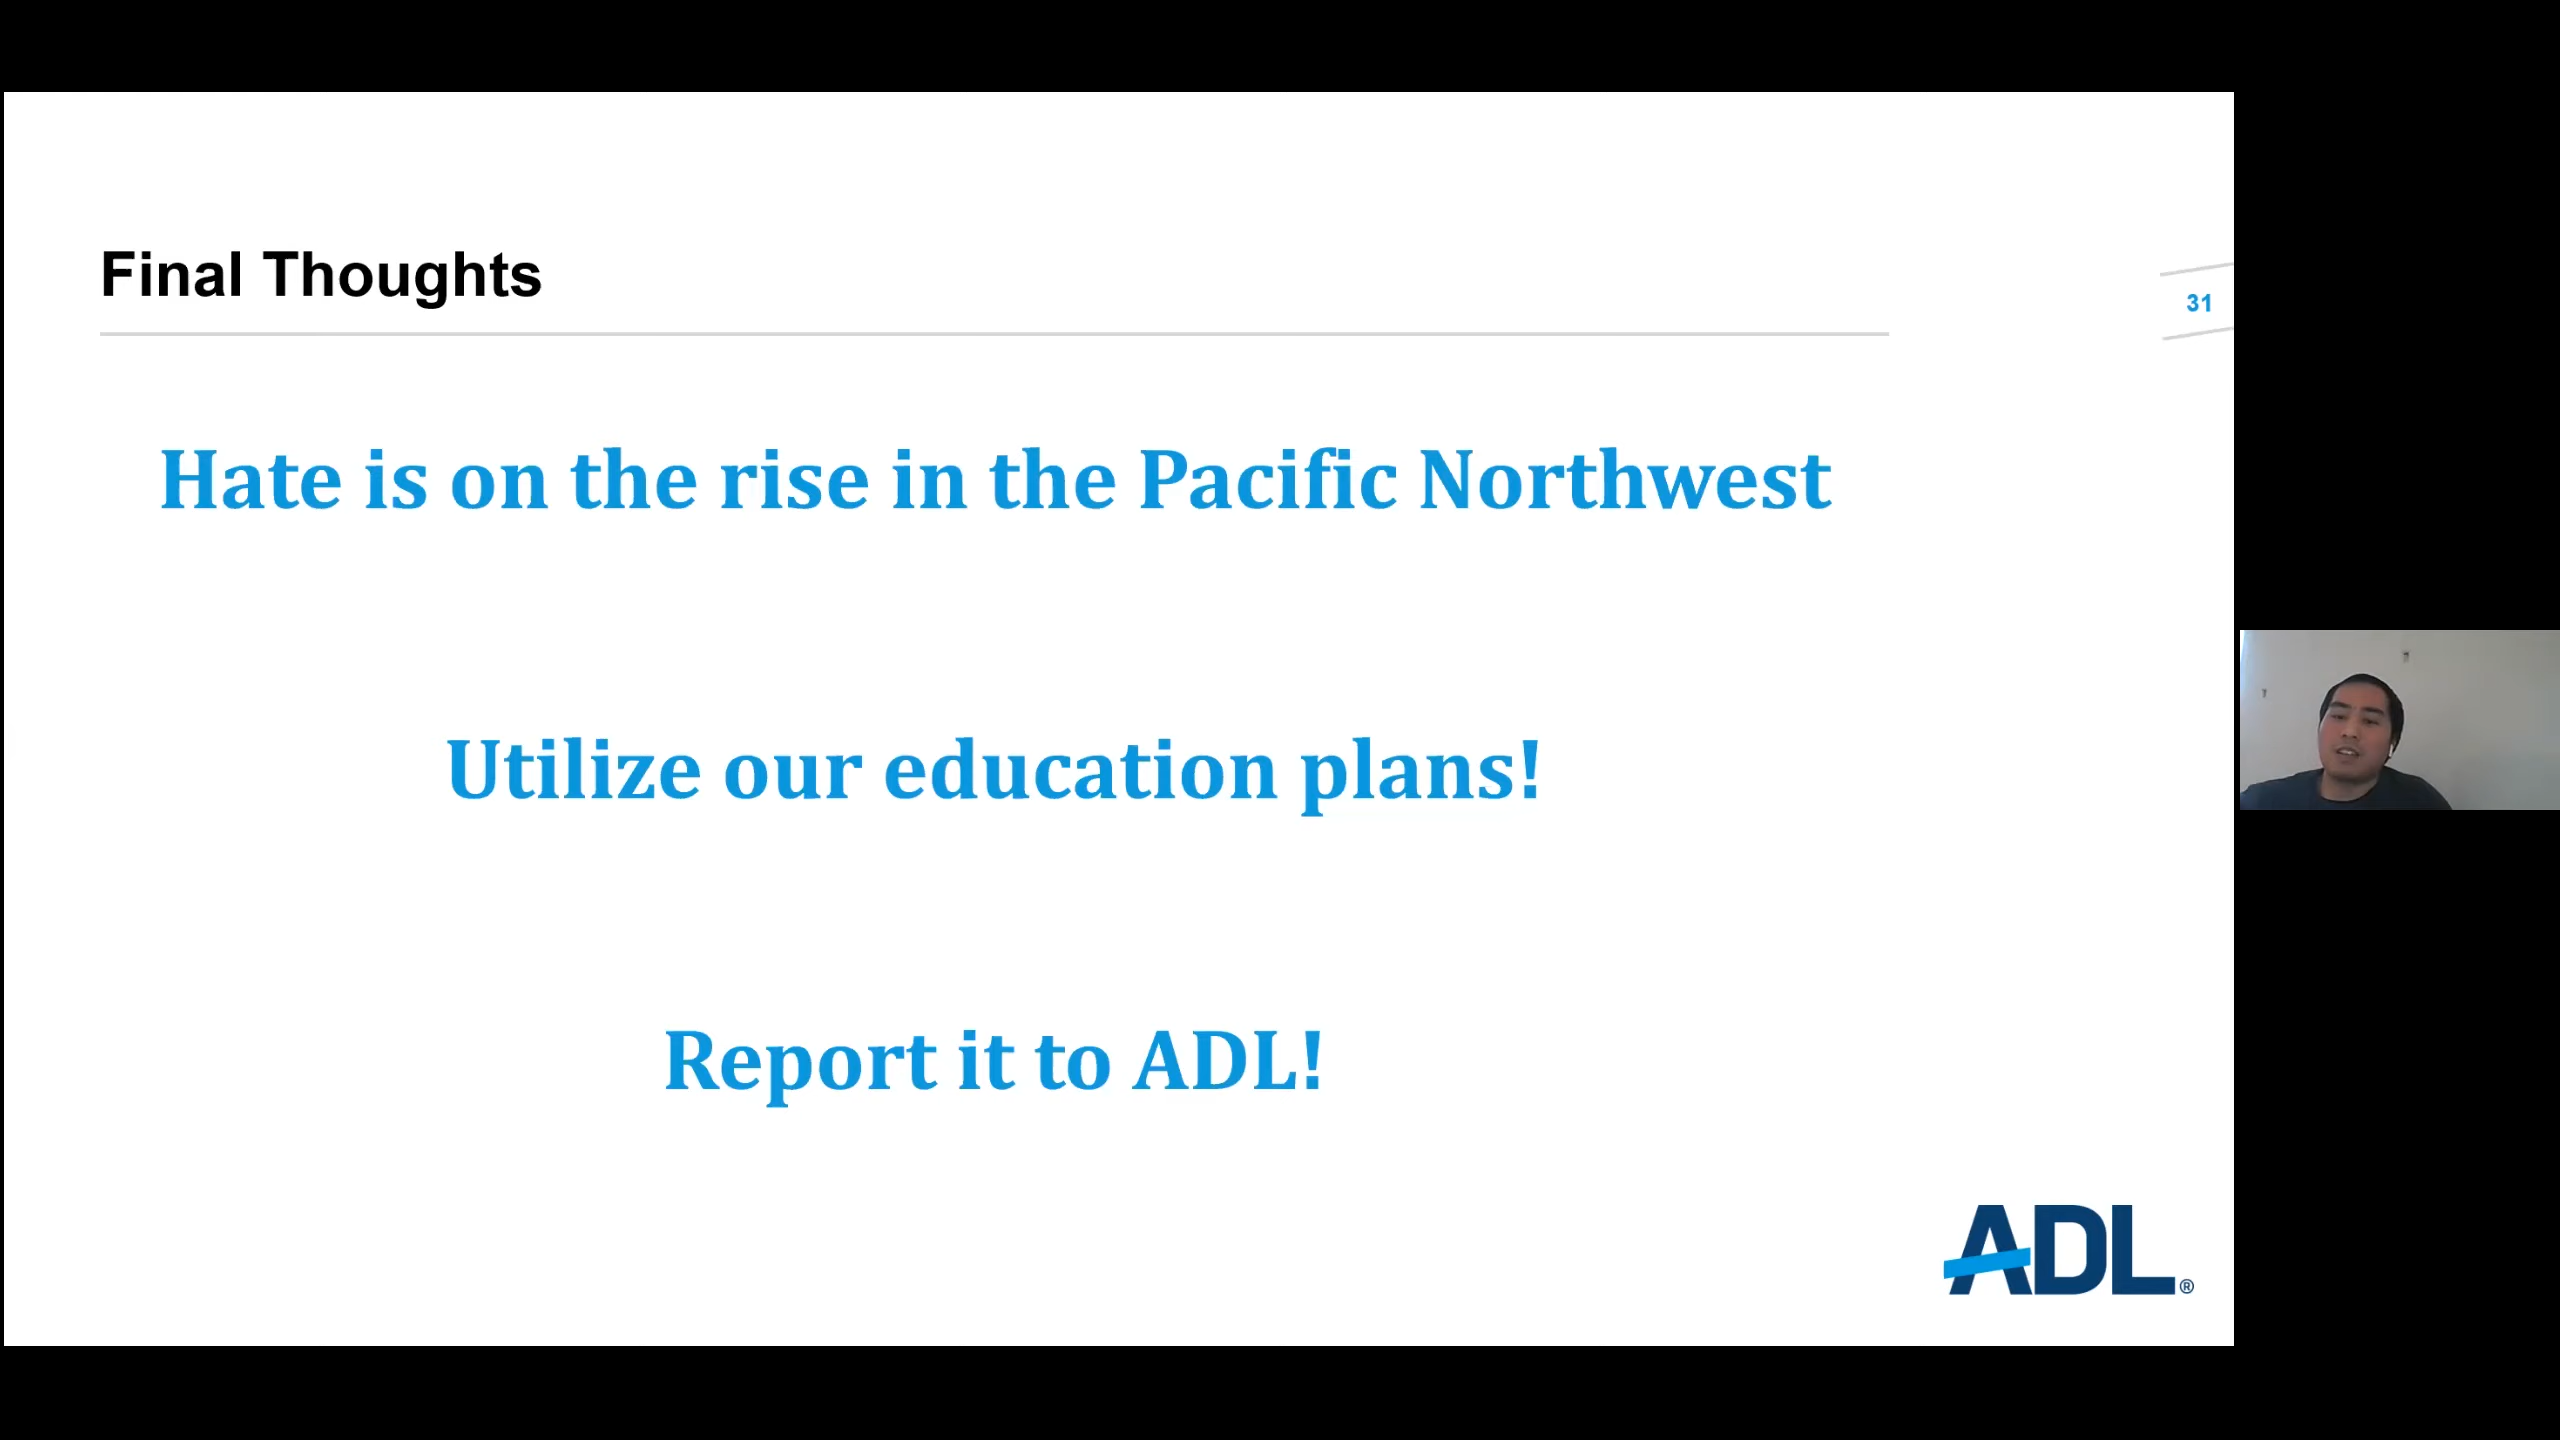 Final Thoughts
31
Hate is on the rise in the Pacific Northwest
Utilize our education plans!
Report it to ADL!
ADL®